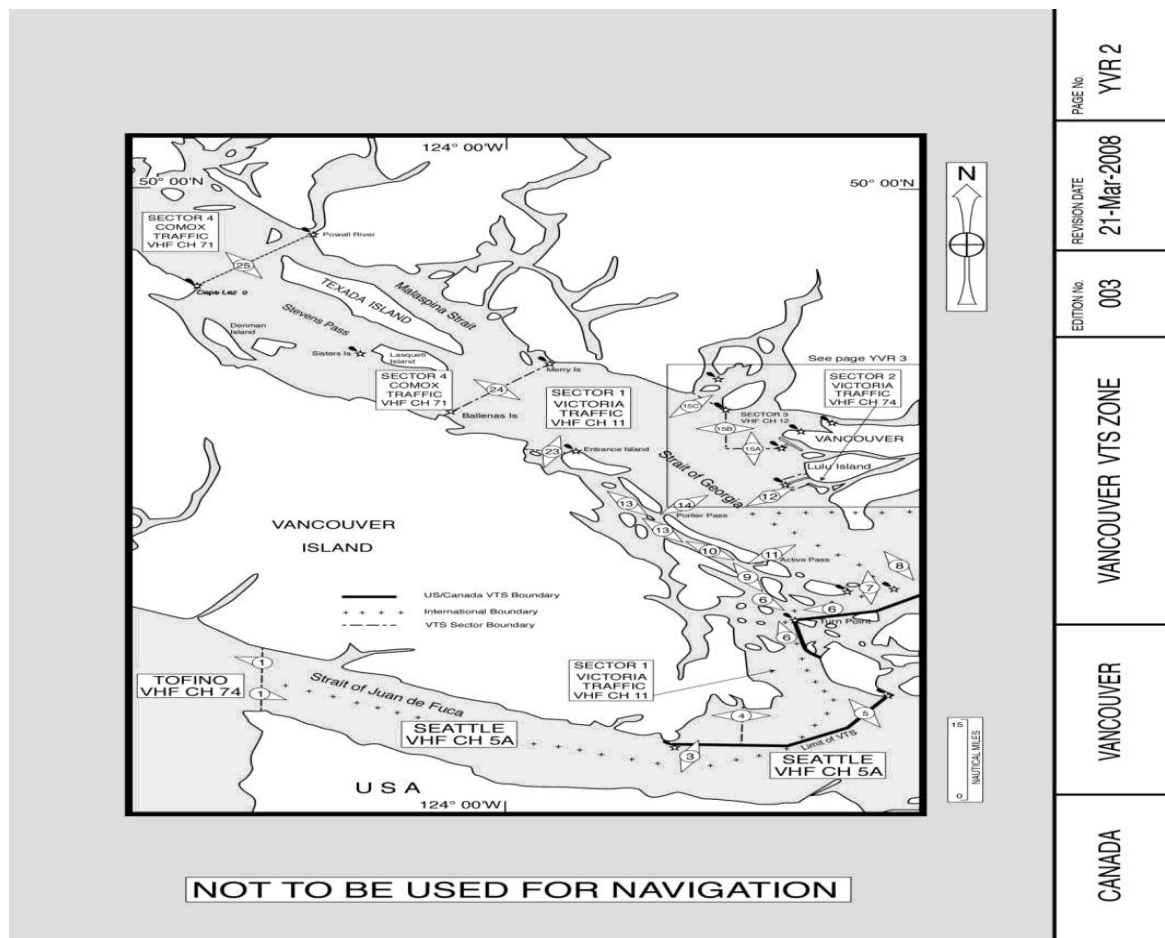 124° 00'W
50° 00'N
50° 00'N
N
SECTOR 4
COMOX
TRAFFIC
VHF CH 71
Powell River
25
Cape Laz o
TEXADA ISLAND
Malaspina Strait
Stevens Pass
Denman
Island
Sisters Is
Lasqueti
Island
Merry Is
See page YVR 3
SECTOR 4
COMOX
TRAFFIC
VHF CH 71
24
SECTOR 1
VICTORIA
TRAFFIC
VHF CH 11
SECTOR 2
VICTORIA
TRAFFIC
VHF CH 74
Ballenas Is
15C
SECTOR 3
VHF CH 12
15B
VANCOUVER
15A
23
Entrance Island
Strait of Georgia
Lulu Island
12
13
14
Porlier Pass
13
VANCOUVER
ISLAND
10
11
Active Pass
9
8
7
6
6
Turn Point
6
US/Canada VTS Boundary
International Boundary
VTS Sector Boundary
1
TOFINO
VHF CH 74
1
Strait of Juan de Fuca
SECTOR 1
VICTORIA
TRAFFIC
VHF CH 11
SEATTLE
VHF CH 5A
4
5
3
Limit of VTS
SEATTLE
VHF CH 5A
USA
124° 00'W
15
0
NAUTICAL MILES
NOT TO BE USED FOR NAVIGATION
PAGE No.
YVR 2
REVISION DATE
21-Mar-2008
EDITION No.
003
VANCOUVER VTS ZONE
VANCOUVER
CANADA